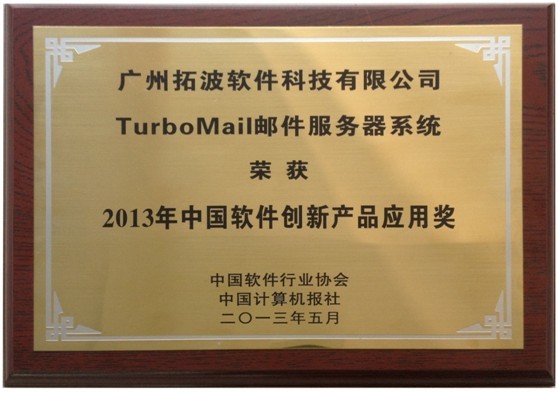 广州拓波软件科技有限公司
TurboMail邮件服务器系统
荣 获
2013年中国软件创新产品应用奖
中国软件行业协会
中国计算机报社
二〇一三年五月